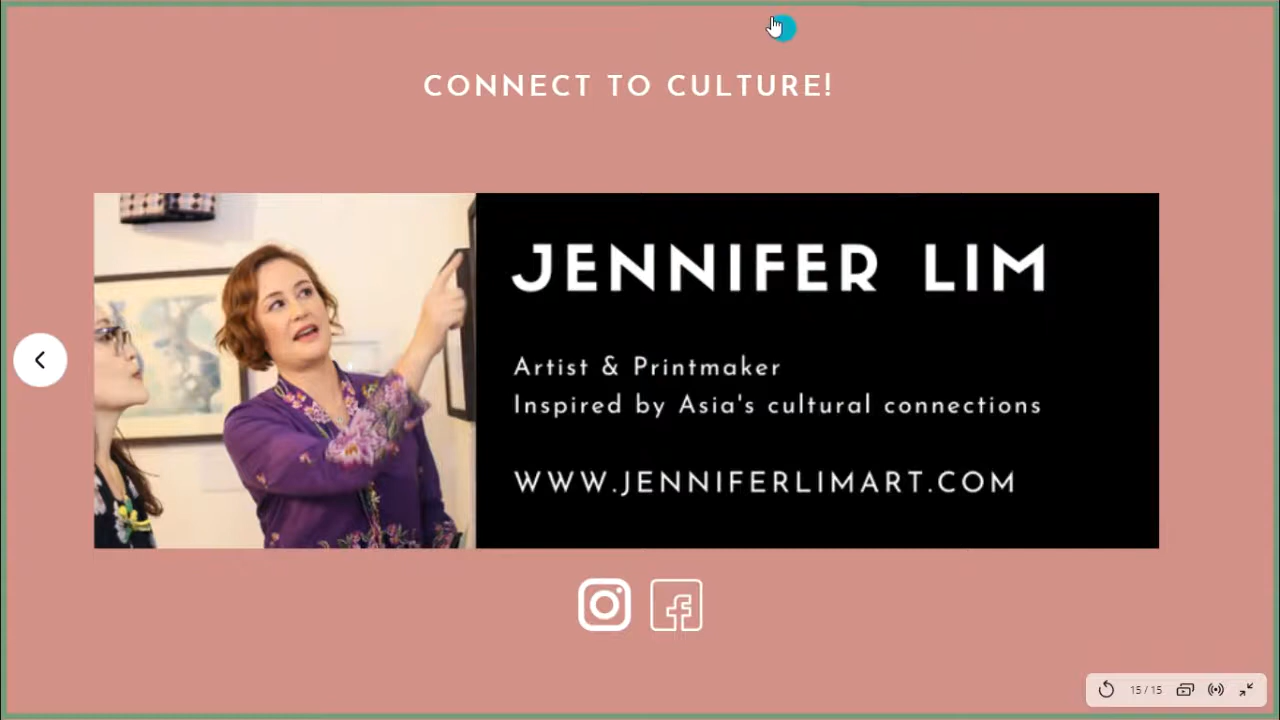 CONNECT TO CULTURE!
JENNIFER LIM
Artist & Printmaker
Inspired by Asia's cultural connections
WWW.JENNIFERLIMART.COM
15/15